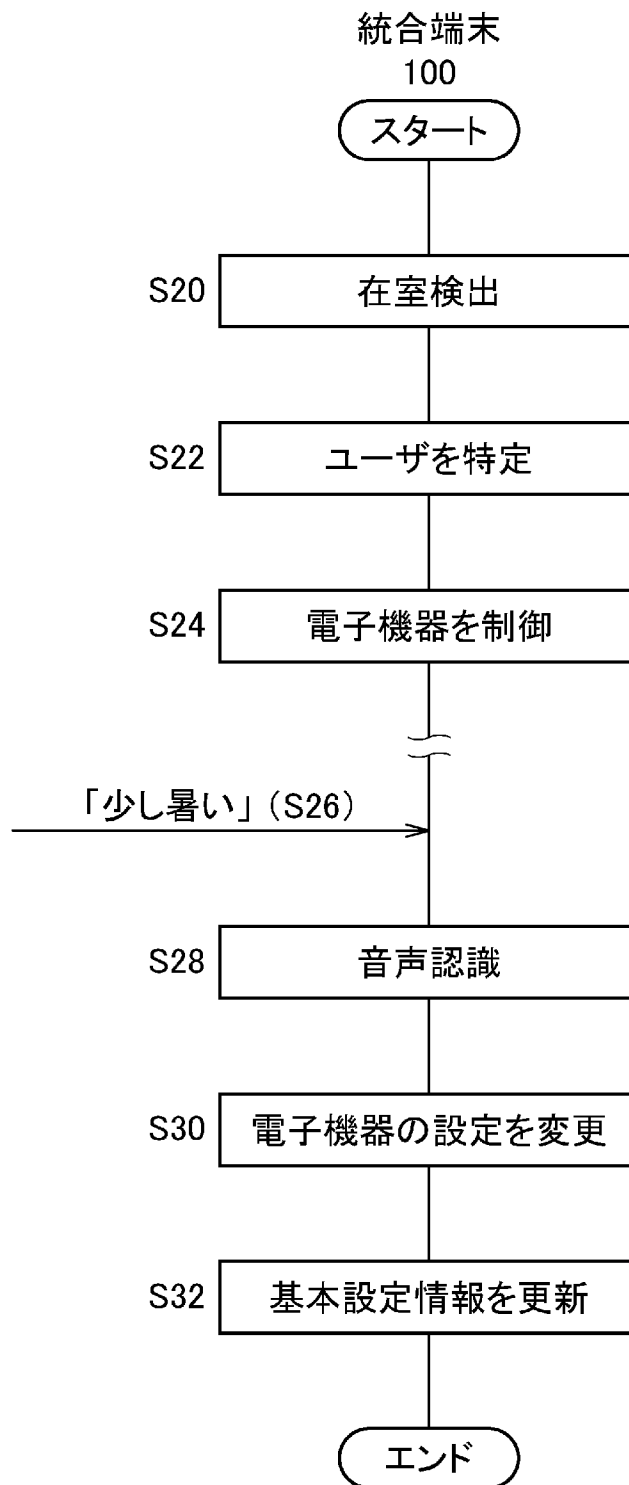 統合端末
100
スタート
S20 在室検出
S22 ユーザを特定
S24 電子機器を制御
「少し暑い」（S26）
S28 音声認識
S30 電子機器の設定を変更
S32 基本設定情報を更新
エンド